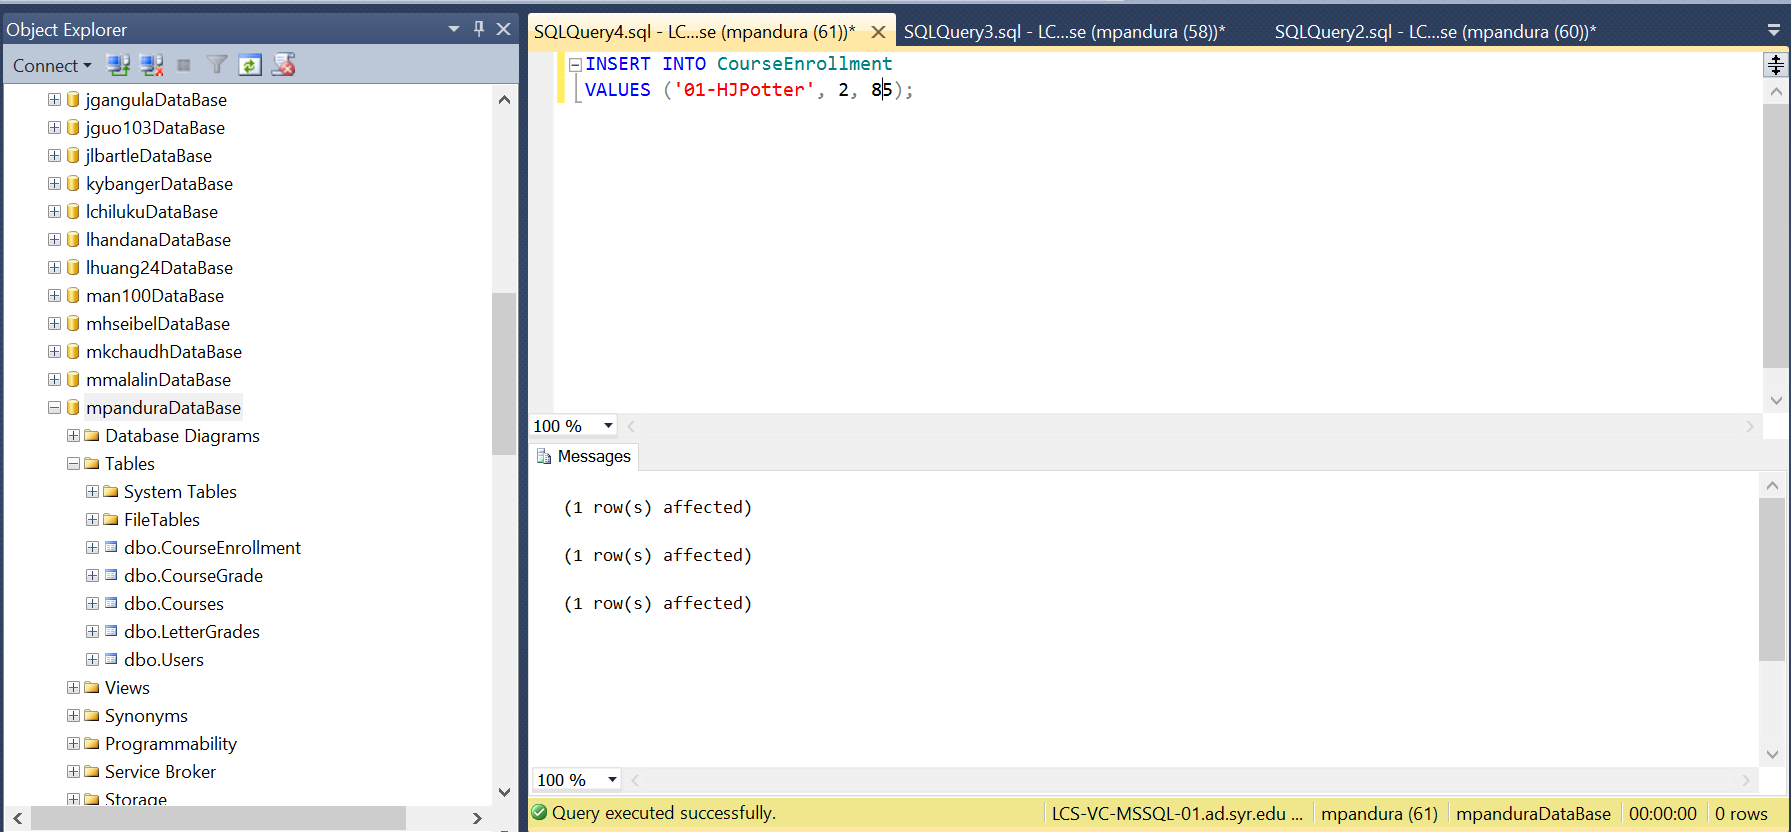 Object Explorer
Connect
jgangulaDataBase
jguo103DataBase
jlbartleDataBase
kybangerDataBase
lchilukuDataBase
lhandanaDataBase
lhuang24DataBase
man100DataBase
mhseibelDataBase
mkchaudhDataBase
mmalalinDataBase
mpanduraDataBase
Database Diagrams
Tables
System Tables
FileTables
dbo.CourseEnrollment
dbo.CourseGrade
dbo.Courses
dbo.LetterGrades
dbo.Users
Views
Synonyms
Programmability
Service Broker
Storage
SQLQuery4.sql - LC...se (mpandura (61))* SQLQuery3.sql - LC...se (mpandura (58))* SQLQuery2.sql - LC...se (mpandura (60))*
INSERT INTO CourseEnrollment
VALUES ('01-HJPotter', 2, 85);
100 %
Messages
(1 row(s) affected)
(1 row(s) affected)
(1 row(s) affected)
100 %
Query executed successfully. LCS-VC-MSSQL-01.ad.syr.edu ... mpandura (61) mpanduraDataBase 00:00:00 0 rows